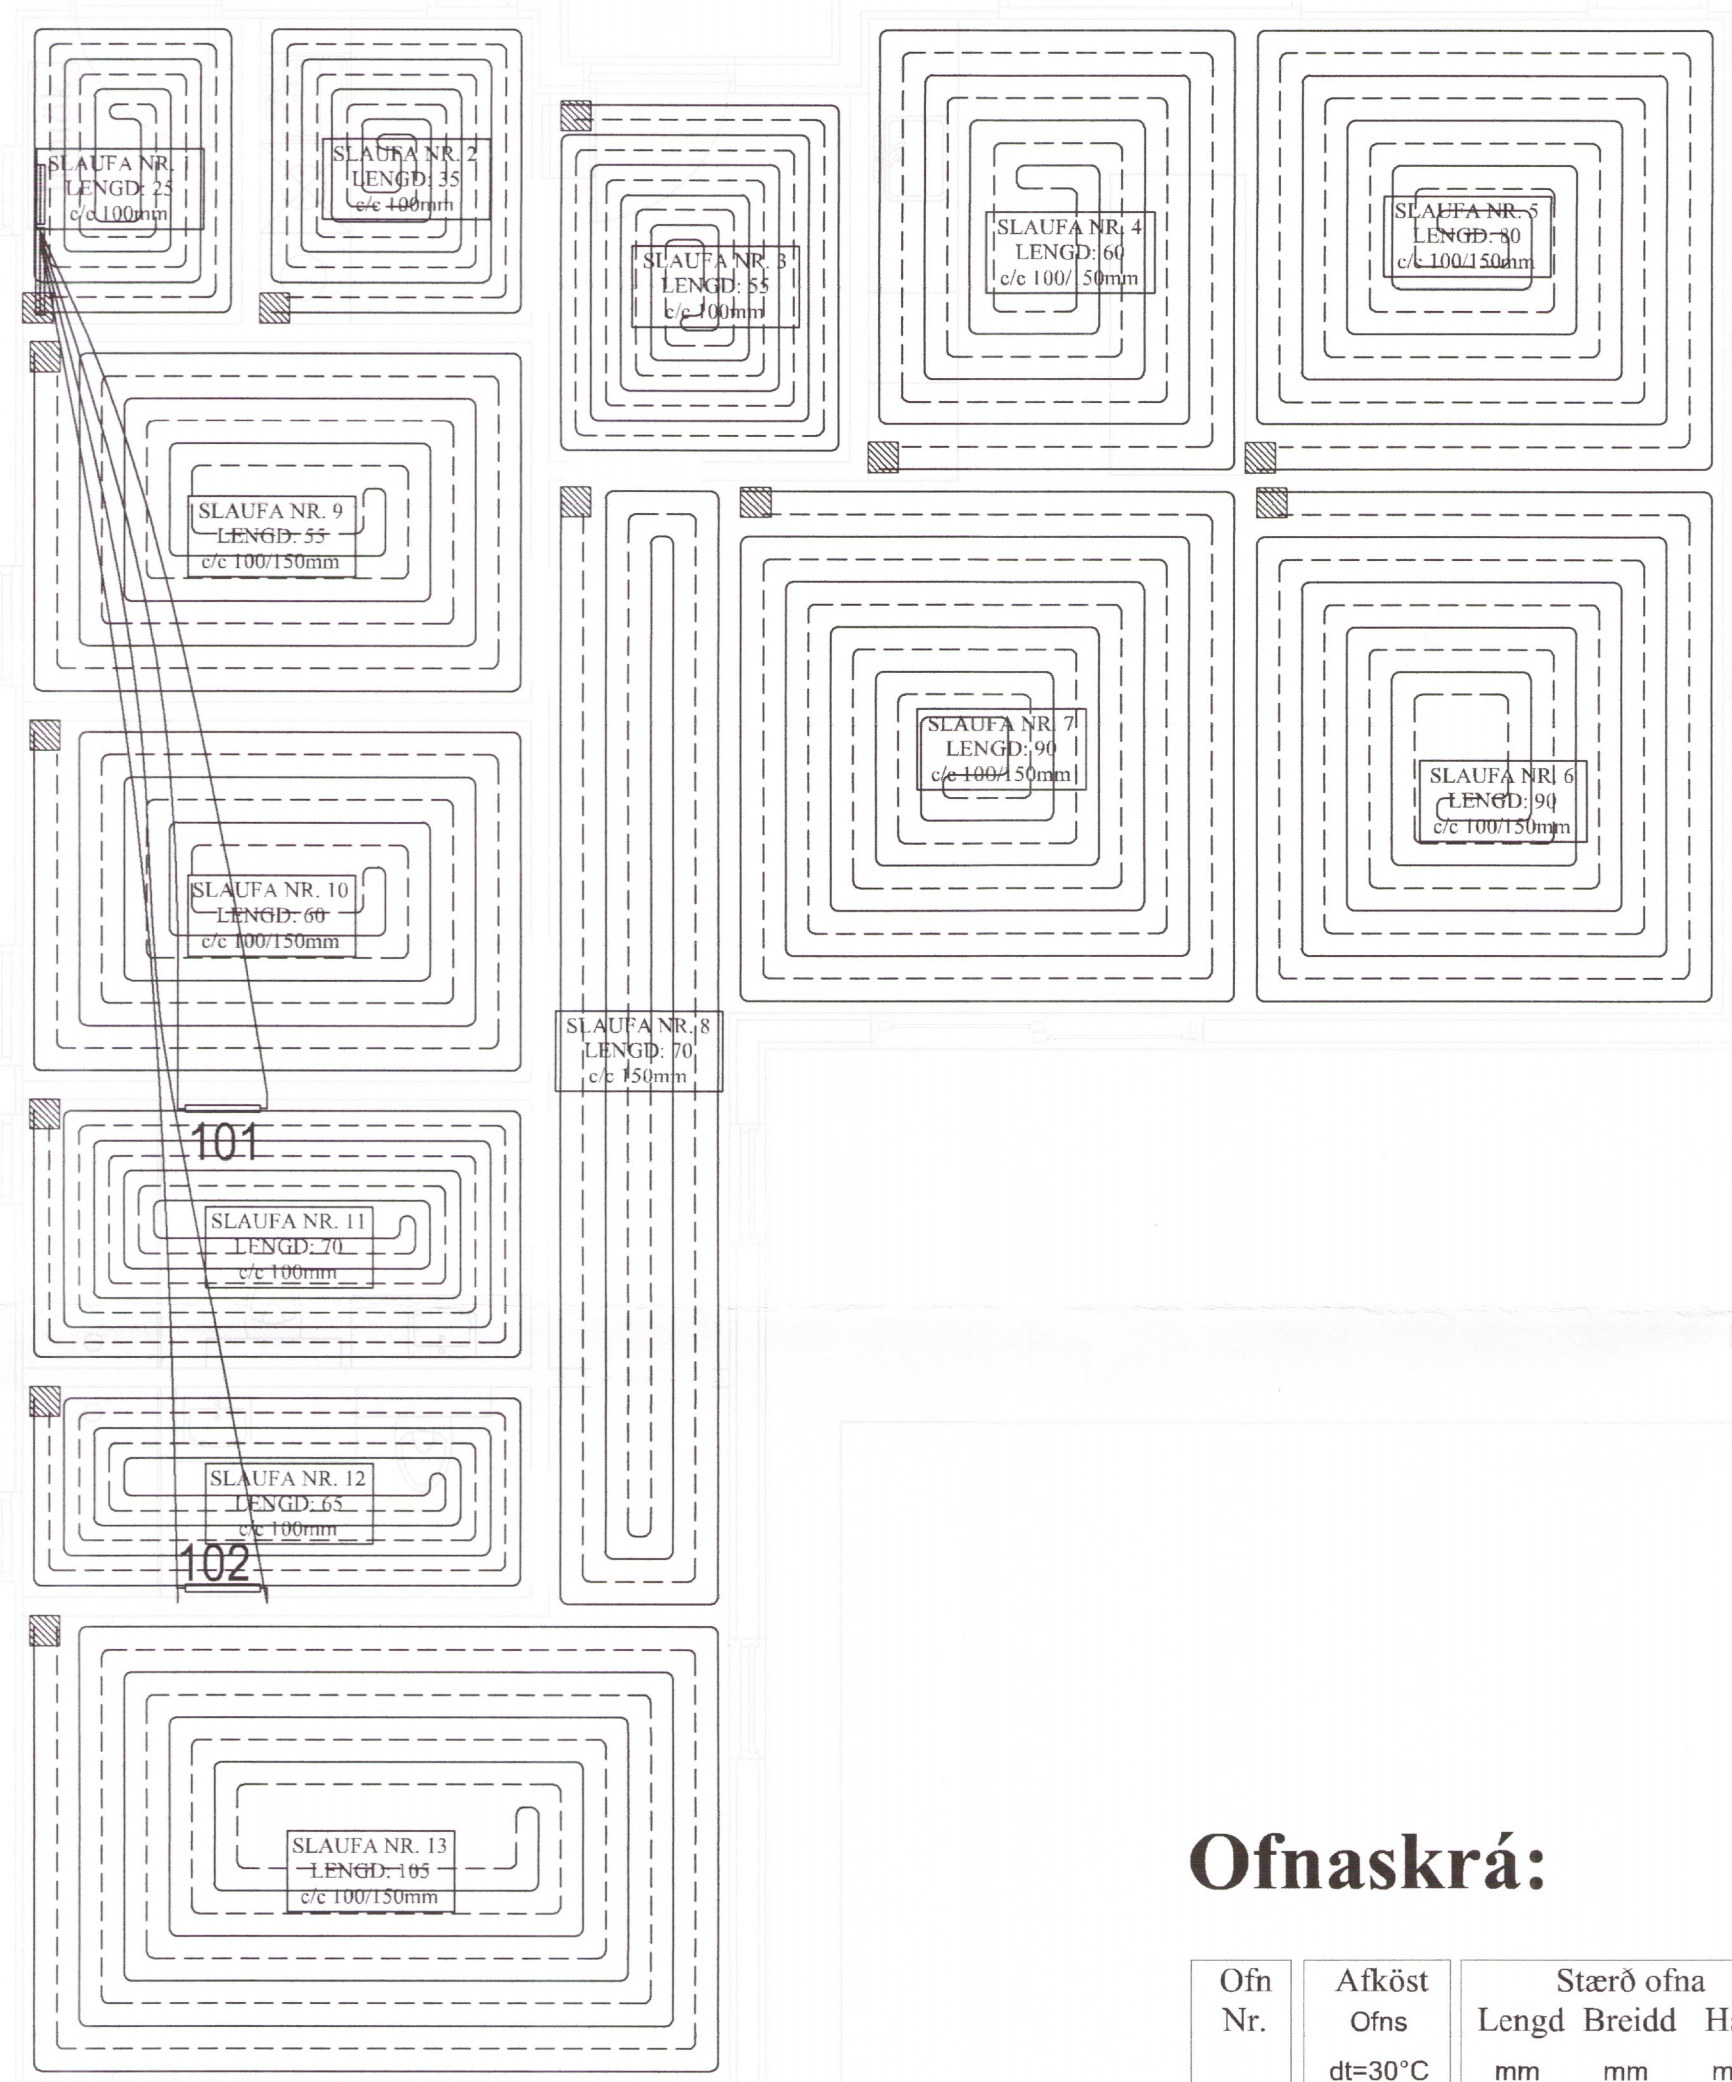 SLAUFA NR. 1
LENGD: 25
c/c 100mm
SLAUFA NR. 2
LENGD: 35
c/c 100mm
SLAUFA NR. 3
LENGD: 55
c/c 100mm
SLAUFA NR. 4
LENGD: 60
c/c 100/150mm
SLAUFA NR. 5
LENGD: 80
c/c 100/150mm
SLAUFA NR. 9
LENGD: 55
c/c 100/150mm
SLAUFA NR. 7
LENGD: 90
c/c 100/150mm
SLAUFA NR. 6
LENGD: 90
c/c 100/150mm
SLAUFA NR. 10
LENGD: 60
c/c 100/150mm
SLAUFA NR. 8
LENGD: 70
c/c 150mm
101
SLAUFA NR. 11
LENGD: 70
c/c 100mm
SLAUFA NR. 12
LENGD: 65
c/c 100mm
102
SLAUFA NR. 13
LENGD: 105
c/c 100/150mm
Ofnaskrá:
Ofn Afköst Stærð ofna
Nr. Ofns Lengd Breidd
dt=30°C mm mm